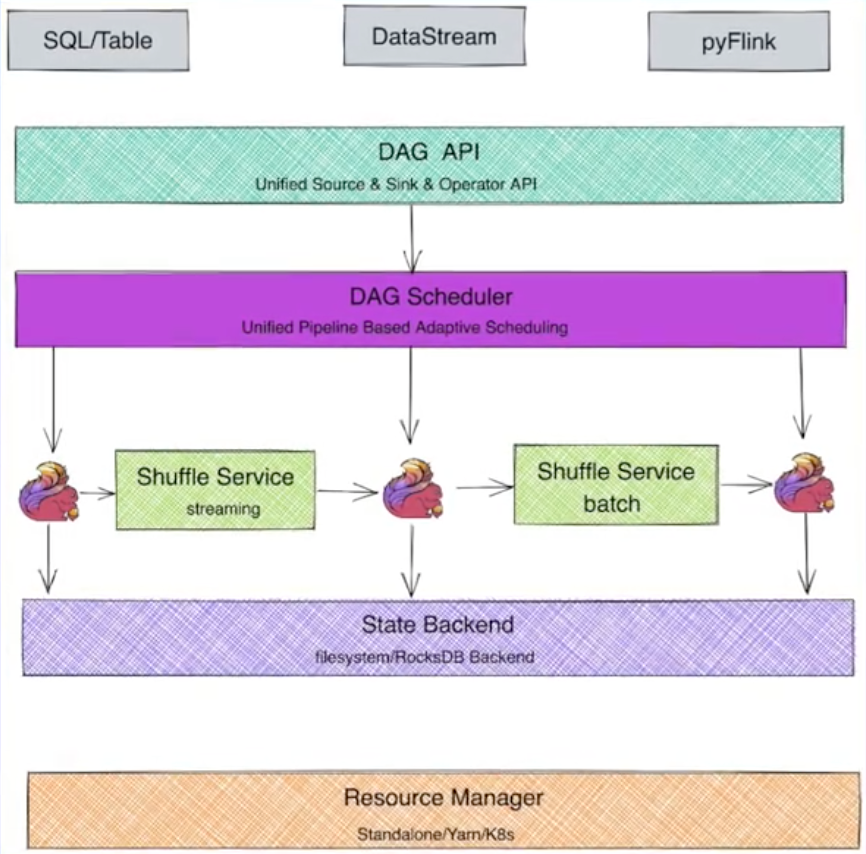 SQL/Table
DataStream
pyFlink
DAG API
Unified Source & Sink & Operator API
DAG Scheduler
Unified Pipeline Based Adaptive Scheduling
Shuffle Service
streaming
Shuffle Service
batch
State Backend
filesystem/RocksDB Backend
Resource Manager
Standalone/Yarn/K8s